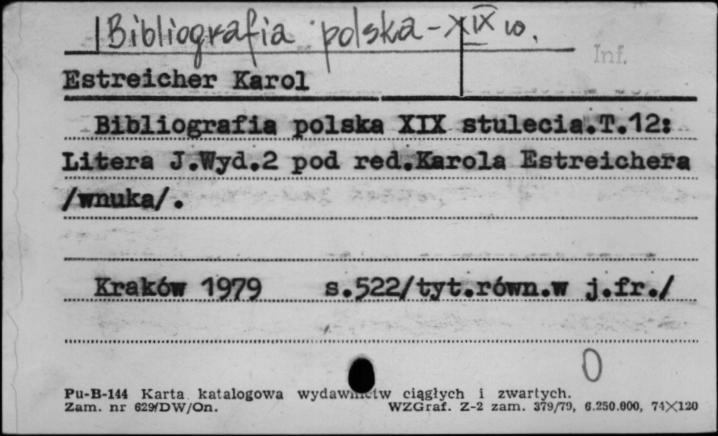 Bibliografia polska - XIX w.
Inf.
Estreicher Karol
Bibliografia polska XIX stulecia.T.12:
Litera J.Wyd.2 pod red.Karola Estreichera
/wnuka/.
Kraków 1979 s.522/tyt.równ.w j.fr./
0
Pu-B-144 Karta katalogowa wydawnictw ciągłych i zwartych.
Zam. nr 629/DW/On. WZGraf. Z-2 zam. 379/79, 6.250.000, 74×120